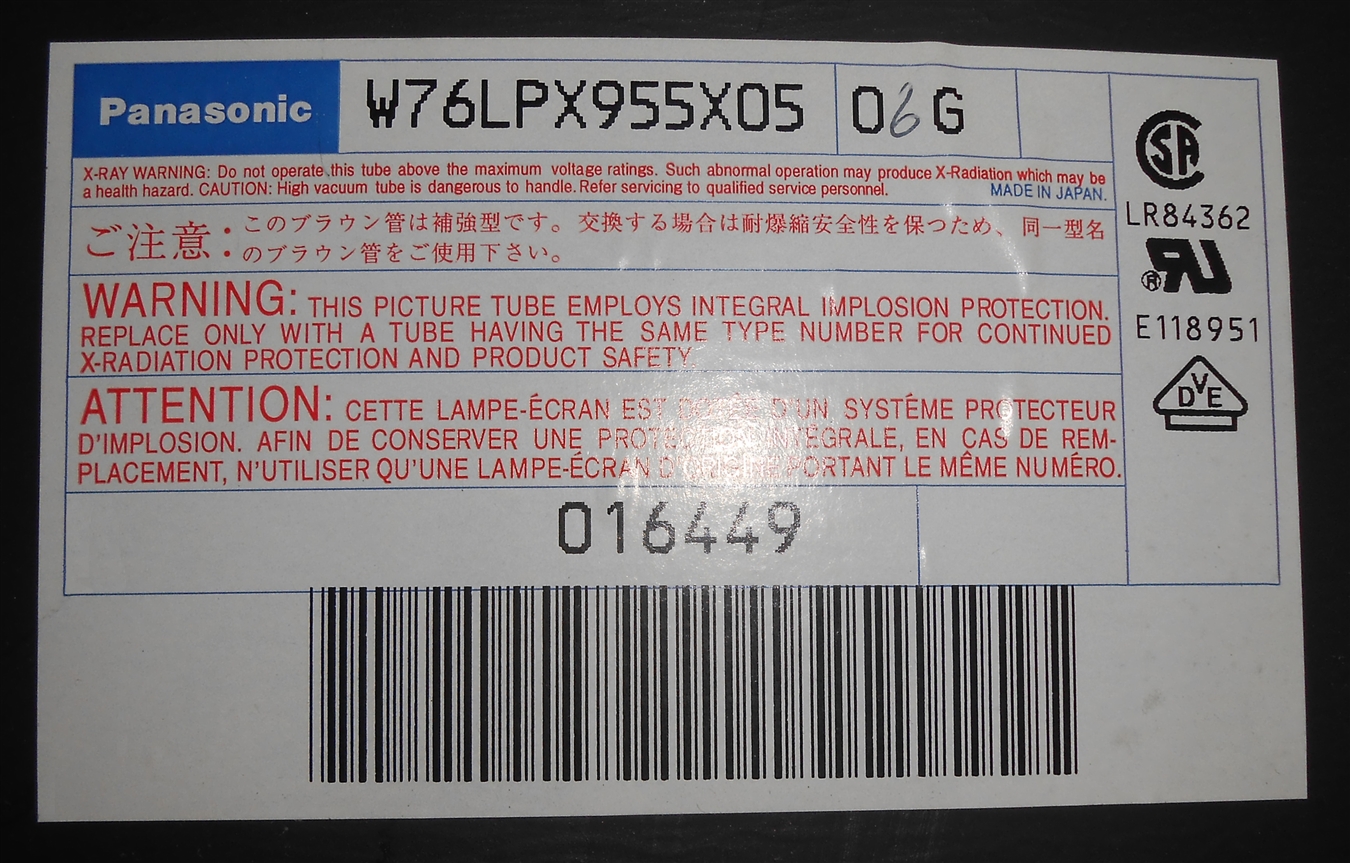 Panasonic W76LPX955X05 06G
X-RAY WARNING: Do not operate this tube above the maximum voltage ratings. Such abnormal operation may produce X-Radiation which may be
a health hazard. CAUTION: High vacuum tube is dangerous to handle. Refer servicing to qualified service personnel. MADE IN JAPAN.
ご注意: このブラウン管は補強型です。 交換する場合は耐爆縮安全性を保つため、 同一型名
のブラウン管をご使用下さい。
WARNING: THIS PICTURE TUBE EMPLOYS INTEGRAL IMPLOSION PROTECTION.
REPLACE ONLY WITH A TUBE HAVING THE SAME TYPE NUMBER FOR CONTINUED
X-RADIATION PROTECTION AND PRODUCT SAFETY.
ATTENTION: CETTE LAMPE-ÉCRAN EST DOTÉE D'UN SYSTÉME PROTECTEUR
D'IMPLOSION. AFIN DE CONSERVER UNE PROTECTION INTÉGRALE, EN CAS DE REM-
PLACEMENT, N'UTILISER QU'UNE LAMPE-ÉCRAN D'ORIGINE PORTANT LE MÊME NUMÉRO.
016449
CSA
LR84362
RU ®
E118951
DVE